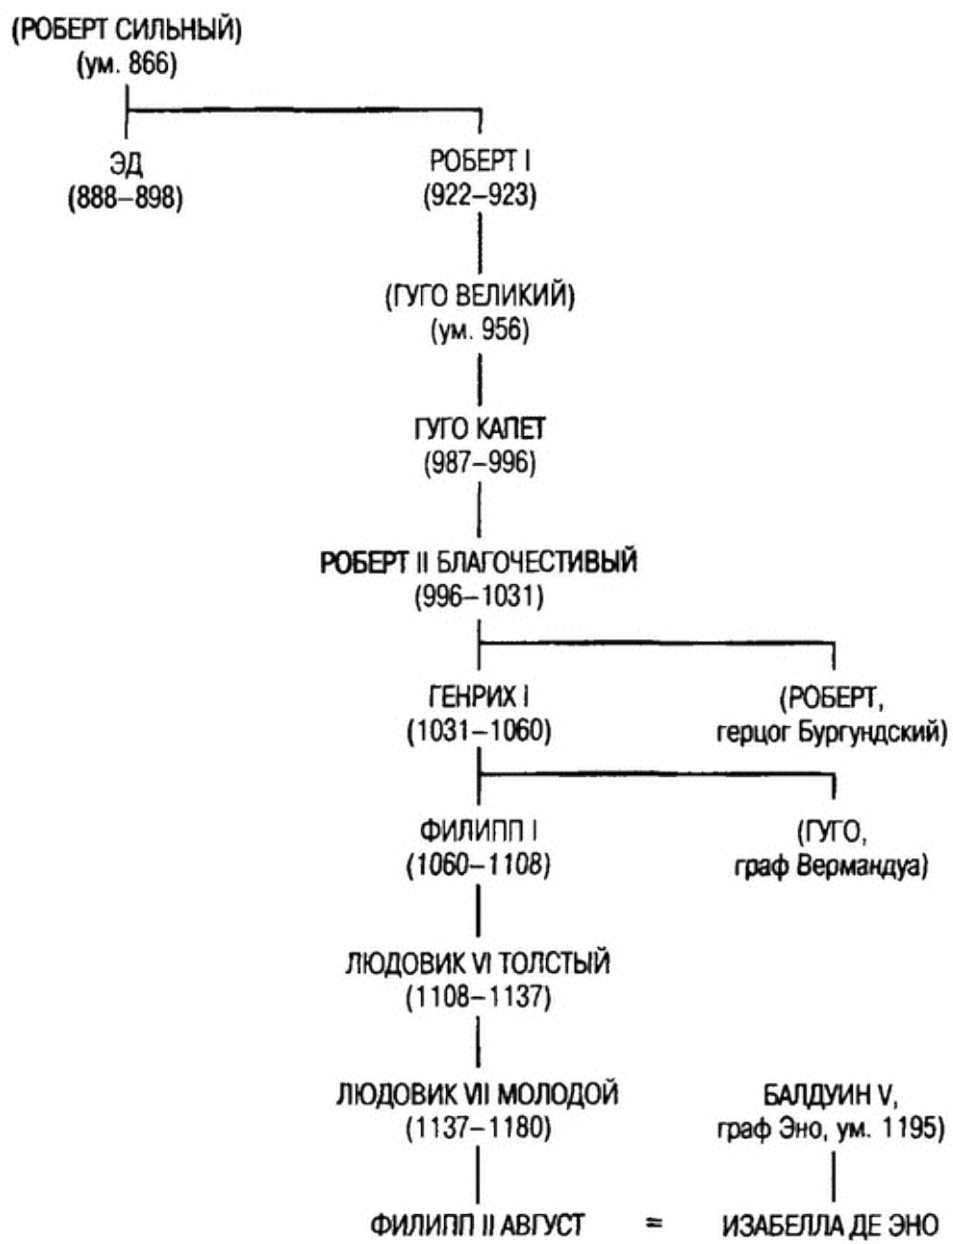 (РОБЕРТ СИЛЬНЫЙ)
(ум. 866)
ЭД
(888–898)
РОБЕРТ I
(922–923)
(ГУГО ВЕЛИКИЙ)
(ум. 956)
ГУГО КАПЕТ
(987–996)
РОБЕРТ II БЛАГОЧЕСТИВЫЙ
(996–1031)
ГЕНРИХ I
(1031–1060)
(РОБЕРТ,
герцог Бургундский)
ФИЛИПП I
(1060–1108)
(ГУГО,
граф Вермандуа)
ЛЮДОВИК VI ТОЛСТЫЙ
(1108–1137)
ЛЮДОВИК VII МОЛОДОЙ
(1137–1180)
БАЛДУИН V,
граф Эно, ум. 1195)
ФИЛИПП II АВГУСТ = ИЗАБЕЛЛА ДЕ ЭНО